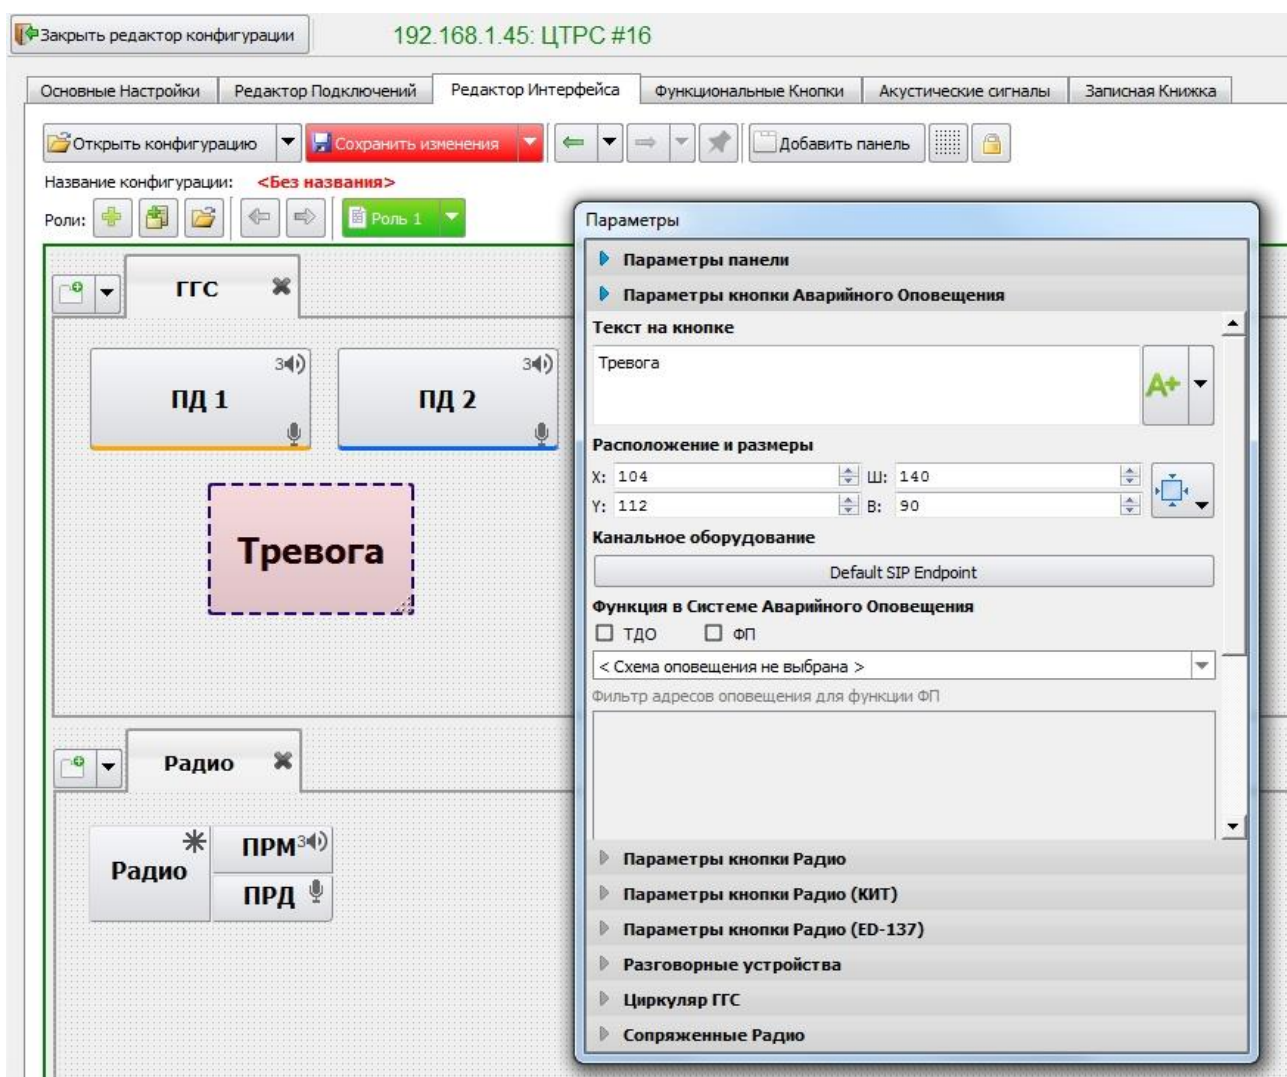 Закрыть редактор конфигурации
192.168.1.45: ЦТРС #16
Основные Настройки
Редактор Подключений
Редактор Интерфейса
Функциональные Кнопки
Акустические сигналы
Записная Книжка
Открыть конфигурацию
Сохранить изменения
Добавить панель
Название конфигурации: <Без названия>
Роли:
Роль 1
ГГС
3
ПД 1
3
ПД 2
Тревога
Радио
Радио
ПРМ 3
ПРД
Параметры
Параметры панели
Параметры кнопки Аварийного Оповещения
Текст на кнопке
Тревога
A+
Расположение и размеры
X: 104 Ш: 140
Y: 112 В: 90
Канальное оборудование
Default SIP Endpoint
Функция в Системе Аварийного Оповещения
ТДО ФП
< Схема оповещения не выбрана >
Фильтр адресов оповещения для функции ФП
Параметры кнопки Радио
Параметры кнопки Радио (КИТ)
Параметры кнопки Радио (ED-137)
Разговорные устройства
Циркуляр ГГС
Сопряженные Радио